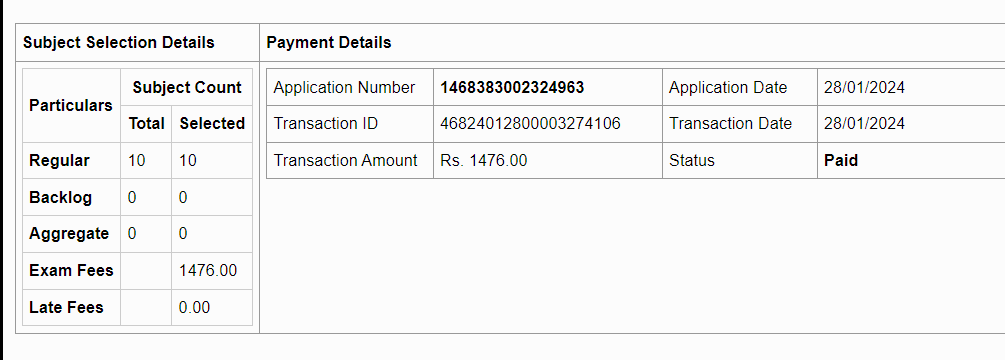 Subject Selection Details
Particulars Subject Count
Total Selected
Regular 10 10
Backlog 0 0
Aggregate 0 0
Exam Fees 1476.00
Late Fees 0.00
Payment Details
Application Number 1468383002324963 Application Date 28/01/2024
Transaction ID 46824012800003274106 Transaction Date 28/01/2024
Transaction Amount Rs. 1476.00 Status Paid